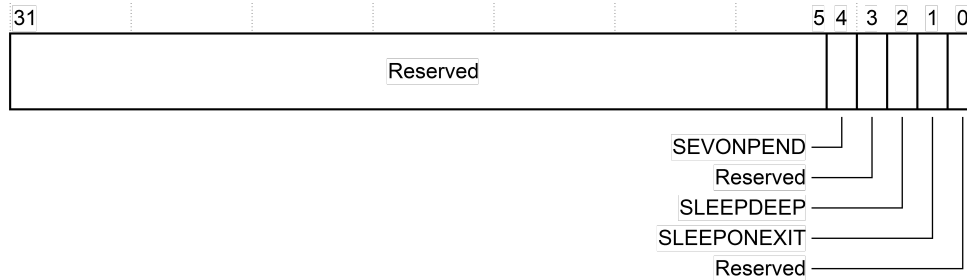 31 5 4 3 2 1 0
Reserved
SEVONPEND
Reserved
SLEEPDEEP
SLEEPONEXIT
Reserved